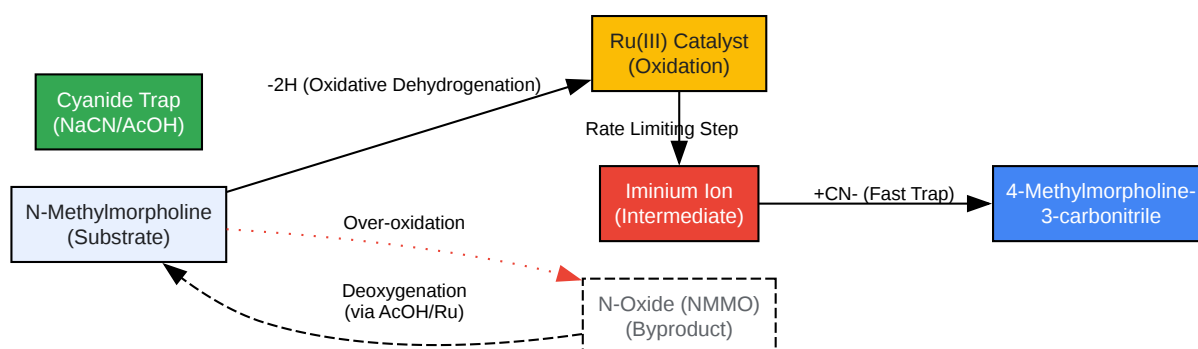 Ru(III) Catalyst
(Oxidation)
-2H (Oxidative Dehydrogenation)
Cyanide Trap
(NaCN/AcOH)
Rate Limiting Step
Iminium Ion
(Intermediate)
+CN- (Fast Trap)
4-Methylmorpholine-
3-carbonitrile
N-Methylmorpholine
(Substrate)
Over-oxidation
Deoxygenation
(via AcOH/Ru)
N-Oxide (NMMO)
(Byproduct)